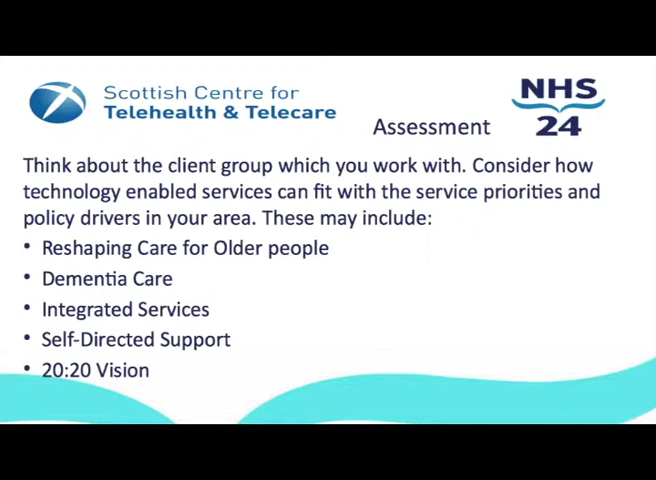 Scottish Centre for
Telehealth & Telecare
NHS
24
Assessment
Think about the client group which you work with. Consider how
technology enabled services can fit with the service priorities and
policy drivers in your area. These may include:
• Reshaping Care for Older people
• Dementia Care
• Integrated Services
• Self-Directed Support
• 20:20 Vision